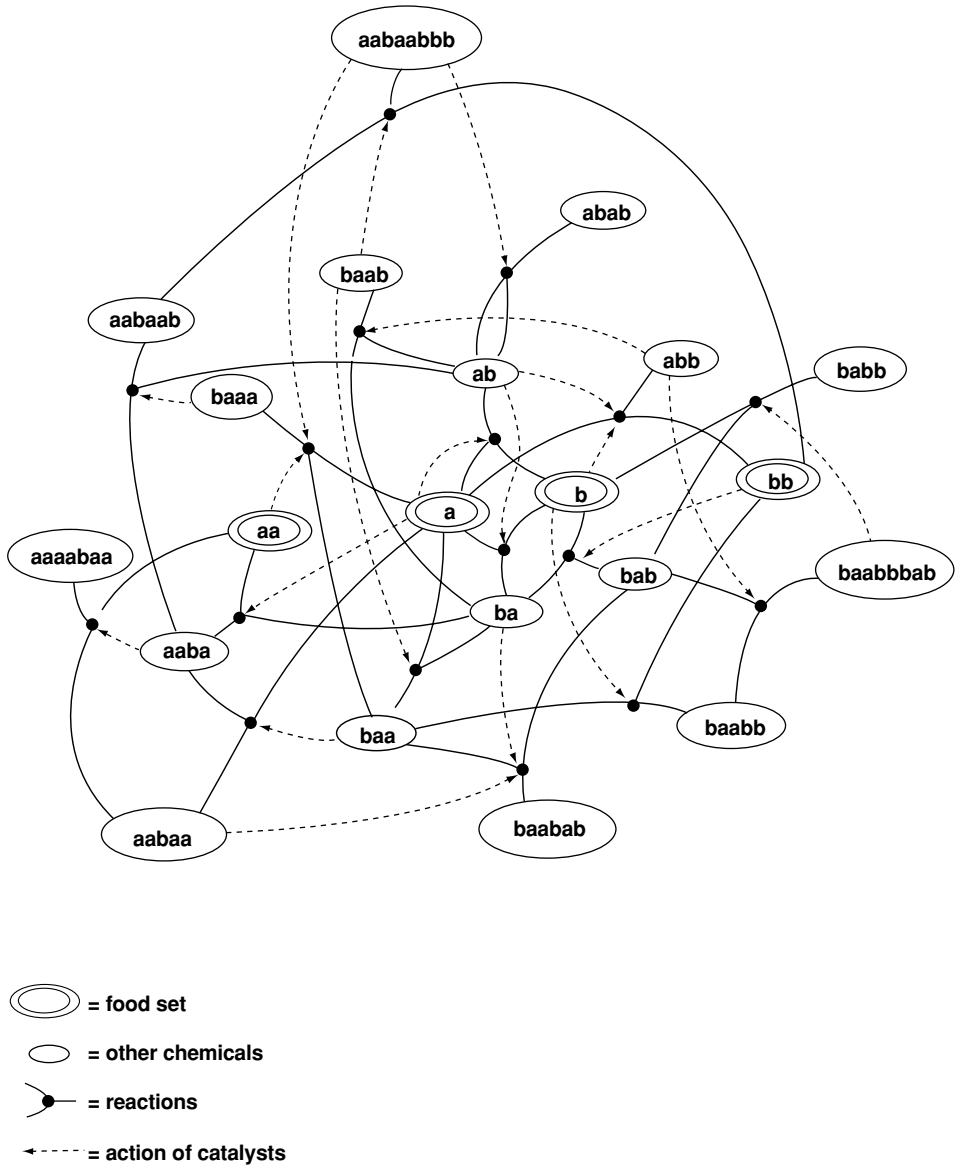 aabaabbb
abab
baab
aabaab
ab
abb
babb
baaa
bb
b
a
aa
aaaabaa
baabbbab
bab
ba
aaba
baa
baabb
aabaa
baabab
= food set
= other chemicals
= reactions
= action of catalysts